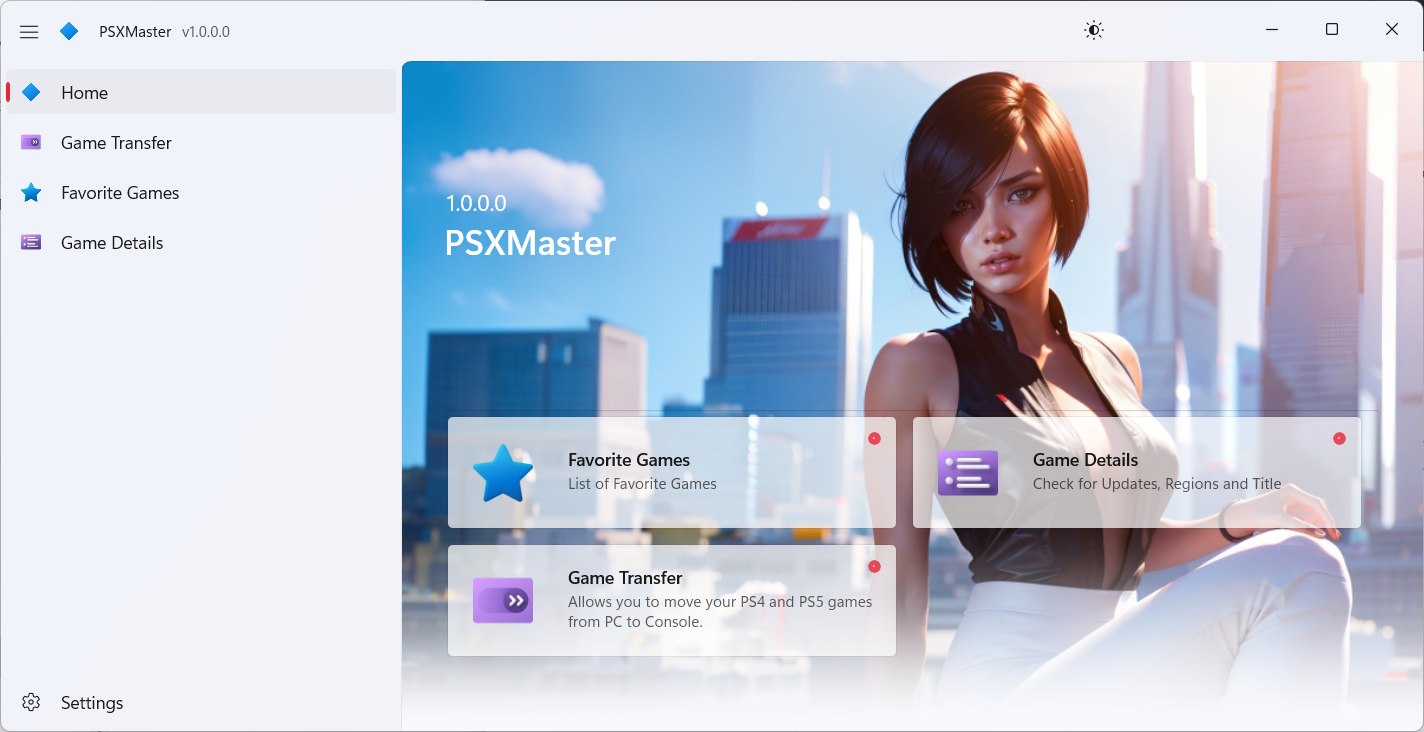 PSXMaster v1.0.0.0
Home
Game Transfer
Favorite Games
Game Details
Settings
1.0.0.0
PSXMaster
Favorite Games
List of Favorite Games
Game Details
Check for Updates, Regions and Title
Game Transfer
Allows you to move your PS4 and PS5 games
from PC to Console.